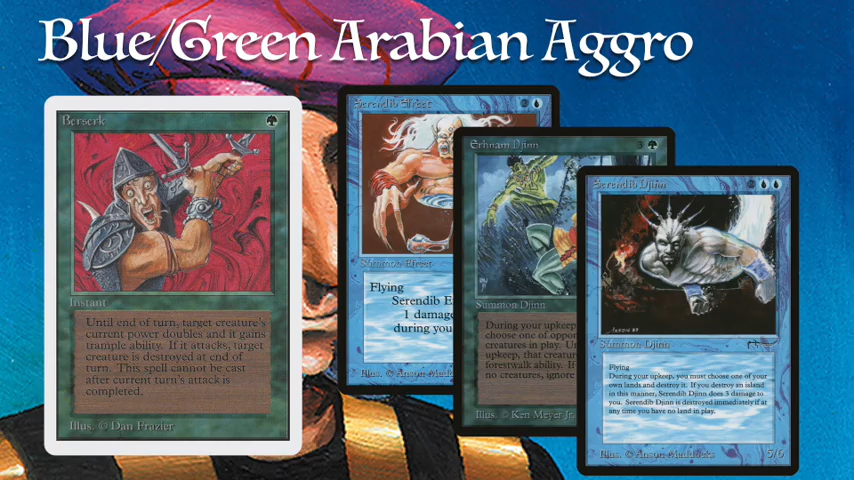 Blue/Green Arabian Aggro
Berserk
Instant
Until end of turn, target creature's
current power doubles and it gains
trample ability. If it attacks, target
creature is destroyed at end of
turn. This spell cannot be cast
after current turn's attack is
completed.
Illus. © Dan Frazier
Serendib Efreet
Summon Efreet
Flying
Serendib E
1 damage
during you
Illus. © Anson Maddocks
Erhnam Djinn
3
Summon Djinn
During your upkeep
choose one of oppo
creatures in play. Un
upkeep, that creatur
forestwalk ability. If
no creatures, ignore
Illus. © Ken Meyer Jr.
Serendib Djinn
Summon Djinn
Flying
During your upkeep, you must choose one of your
own lands and destroy it. If you destroy an island
in this manner, Serendib Djinn does 3 damage to
you. Serendib Djinn is destroyed immediately if at
any time you have no land in play.
Illus. © Anson Maddocks
5/6